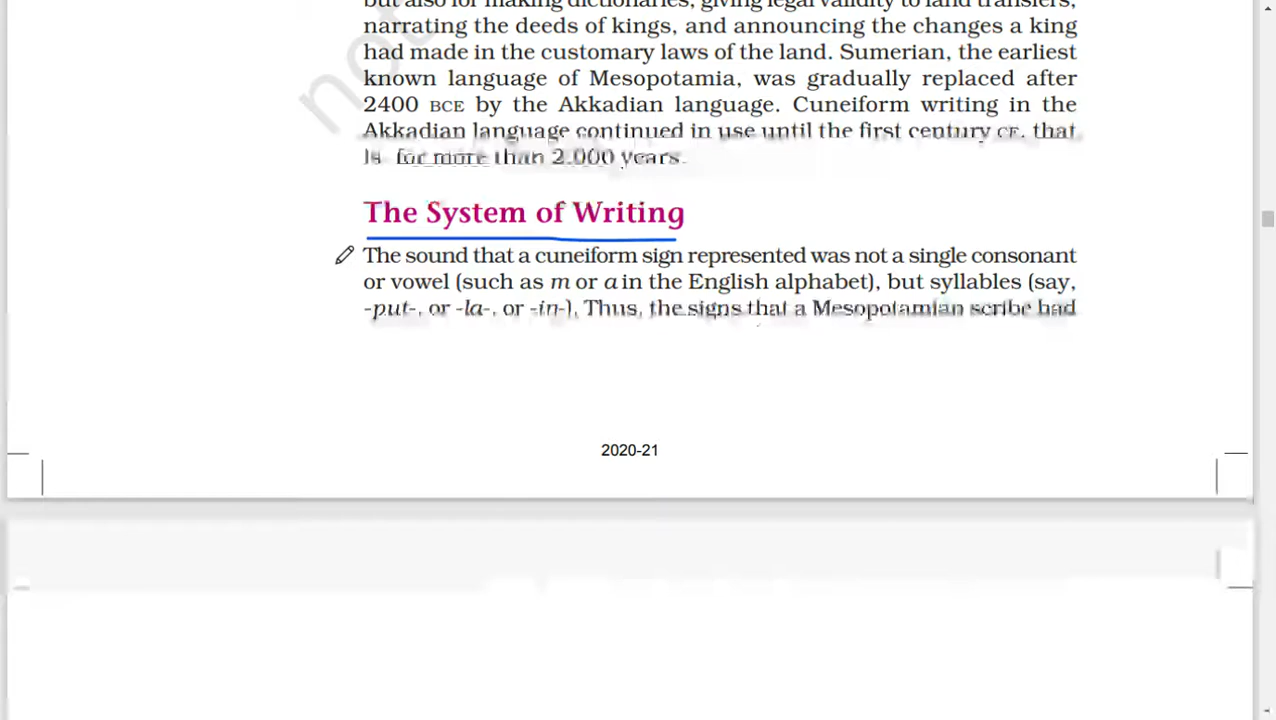 but also for making dictionaries, giving legal validity to land transfers,
narrating the deeds of kings, and announcing the changes a king
had made in the customary laws of the land. Sumerian, the earliest
known language of Mesopotamia, was gradually replaced after
2400 BCE by the Akkadian language. Cuneiform writing in the
Akkadian language continued in use until the first century CE, that
is for more than 2,000 years.
The System of Writing
The sound that a cuneiform sign represented was not a single consonant
or vowel (such as m or a in the English alphabet), but syllables (say,
-put-, or -la-, or -in-). Thus, the signs that a Mesopotamian scribe had
2020-21
not